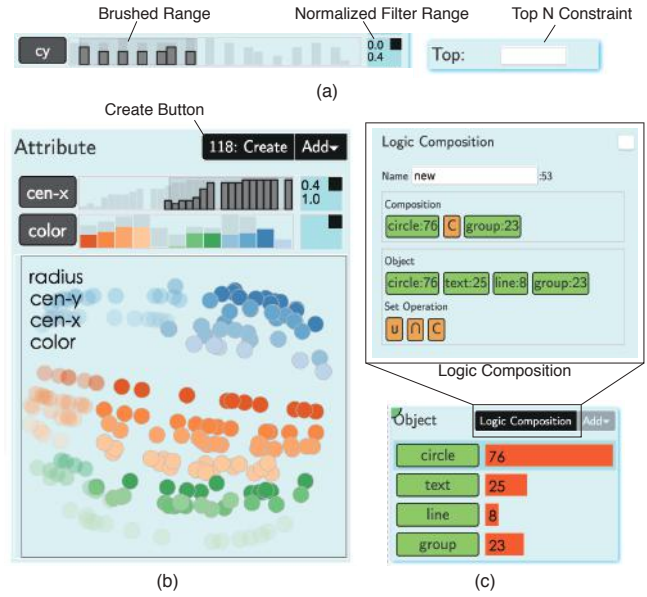 Brushed Range
Normalized Filter Range
Top N Constraint
cy
0.0
0.4
Top:
(a)
Create Button
Attribute
118: Create
Add
cen-x
0.4
1.0
color
radius
cen-y
cen-x
color
(b)
Logic Composition
Name new :53
Composition
circle:76 C group:23
Object
circle:76 text:25 line:8 group:23
Set Operation
∪ ∩ C
Logic Composition
Object
Logic Composition
Add
circle 76
text 25
line 8
group 23
(c)